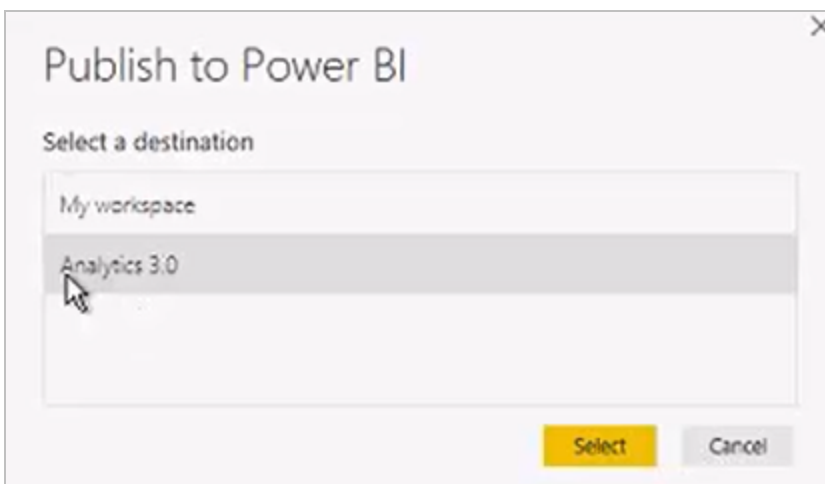 Publish to Power BI
Select a destination
My workspace
Analytics 3.0
Select Cancel